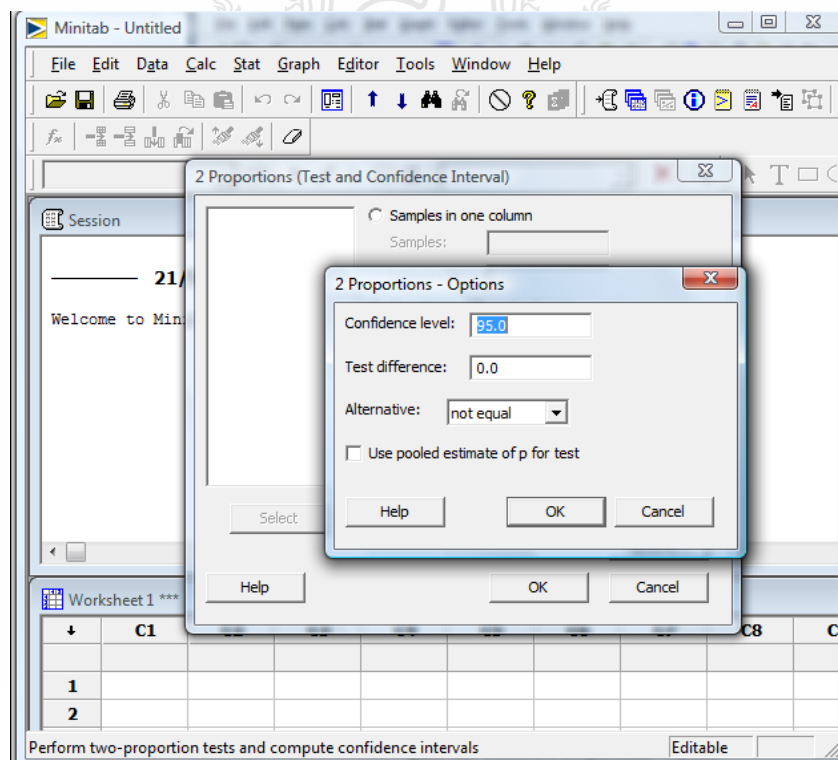 Minitab - Untitled
File Edit Data Calc Stat Graph Editor Tools Window Help
2 Proportions (Test and Confidence Interval)
Session
Samples in one column
Samples:
21/
Welcome to Min
2 Proportions - Options
Confidence level: 95.0
Test difference: 0.0
Alternative: not equal
Use pooled estimate of p for test
Help OK Cancel
Select
Help OK Cancel
Worksheet 1 ***
C1 C8 C
1
2
Perform two-proportion tests and compute confidence intervals Editable